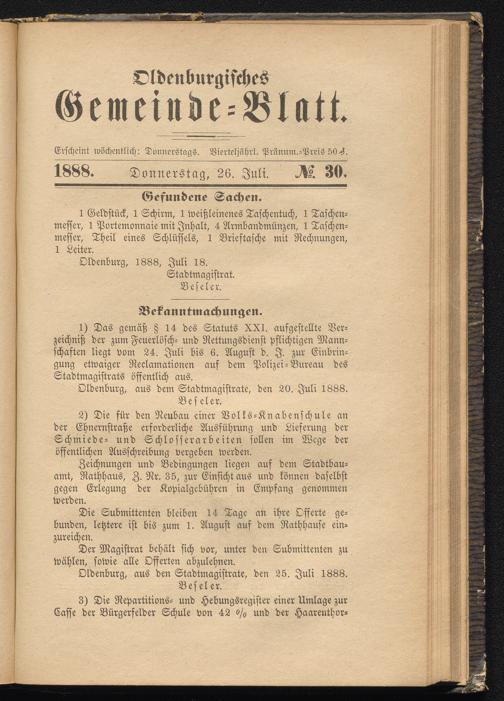 Oldenburgisches
Gemeinde-Blatt.
Erscheint wöchentlich: Donnerstags. Vierteljährl. Pränum.-Preis 50 ₰.
1888. Donnerstag, 26. Juli. № 30.
Gefundene Sachen.
1 Geldstück, 1 Schirm, 1 weißleinenes Taschentuch, 1 Taschen-
messer, 1 Portemonnaie mit Inhalt, 4 Armbandmünzen, 1 Taschen-
messer, Theil eines Schlüssels, 1 Brieftasche mit Rechnungen,
1 Leiter.
Oldenburg, 1888, Juli 18.
Stadtmagistrat.
Beseler.
Bekanntmachungen.
1) Das gemäß § 14 des Statuts XXI. aufgestellte Ver-
zeichniß der zum Feuerlösch- und Rettungsdienst pflichtigen Mann-
schaften liegt vom 24. Juli bis 6. August d. J. zur Einbrin-
gung etwaiger Reclamationen auf dem Polizei-Bureau des
Stadtmagistrats öffentlich aus.
Oldenburg, aus dem Stadtmagistrate, den 20. Juli 1888.
Beseler.
2) Die für den Neubau einer Volks-Knabenschule an
der Ehnernstraße erforderliche Ausführung und Lieferung der
Schmiede- und Schlosserarbeiten sollen im Wege der
öffentlichen Ausschreibung vergeben werden.
Zeichnungen und Bedingungen liegen auf dem Stadtbau-
amt, Rathhaus, Z. Nr. 35, zur Einsicht aus und können daselbst
gegen Erlegung der Kopialgebühren in Empfang genommen
werden.
Die Submittenten bleiben 14 Tage an ihre Offerte ge-
bunden, letztere ist bis zum 1. August auf dem Rathhause ein-
zureichen.
Der Magistrat behält sich vor, unter den Submittenten zu
wählen, sowie alle Offerten abzulehnen.
Oldenburg, aus den Stadtmagistrate, den 25. Juli 1888.
Beseler.
3) Die Repartitions- und Hebungsregister einer Umlage zur
Casse der Bürgerfelder Schule von 42 % und der Haarenthor-